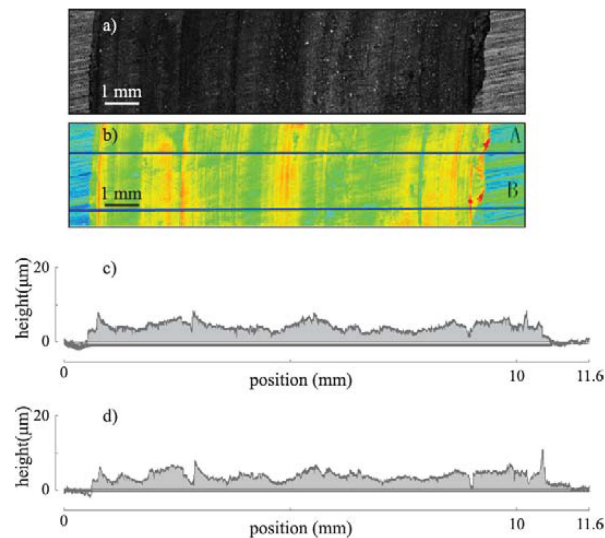 a)
1 mm
b)
A
1 mm
B
c)
20
height(μm)
0
0
10
11.6
position (mm)
d)
20
height(μm)
0
0
10
11.6
position (mm)